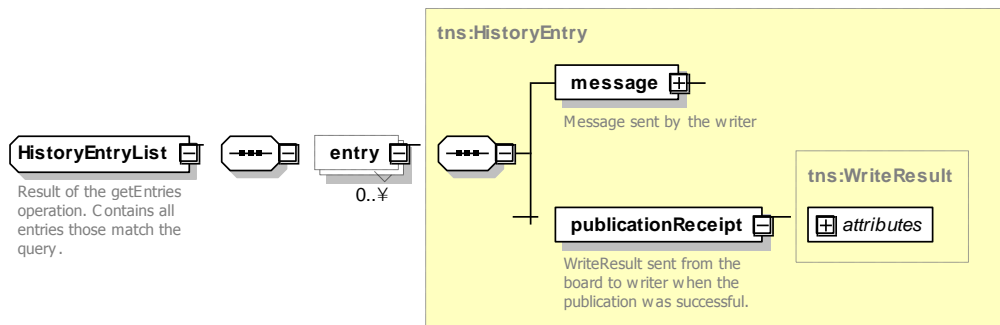 tns:HistoryEntry
message
Message sent by the writer
HistoryEntryList
entry
0..¥
Result of the getEntries
operation. Contains all
entries those match the
query.
tns:WriteResult
publicationReceipt
attributes
WriteResult sent from the
board to writer when the
publication was successful.